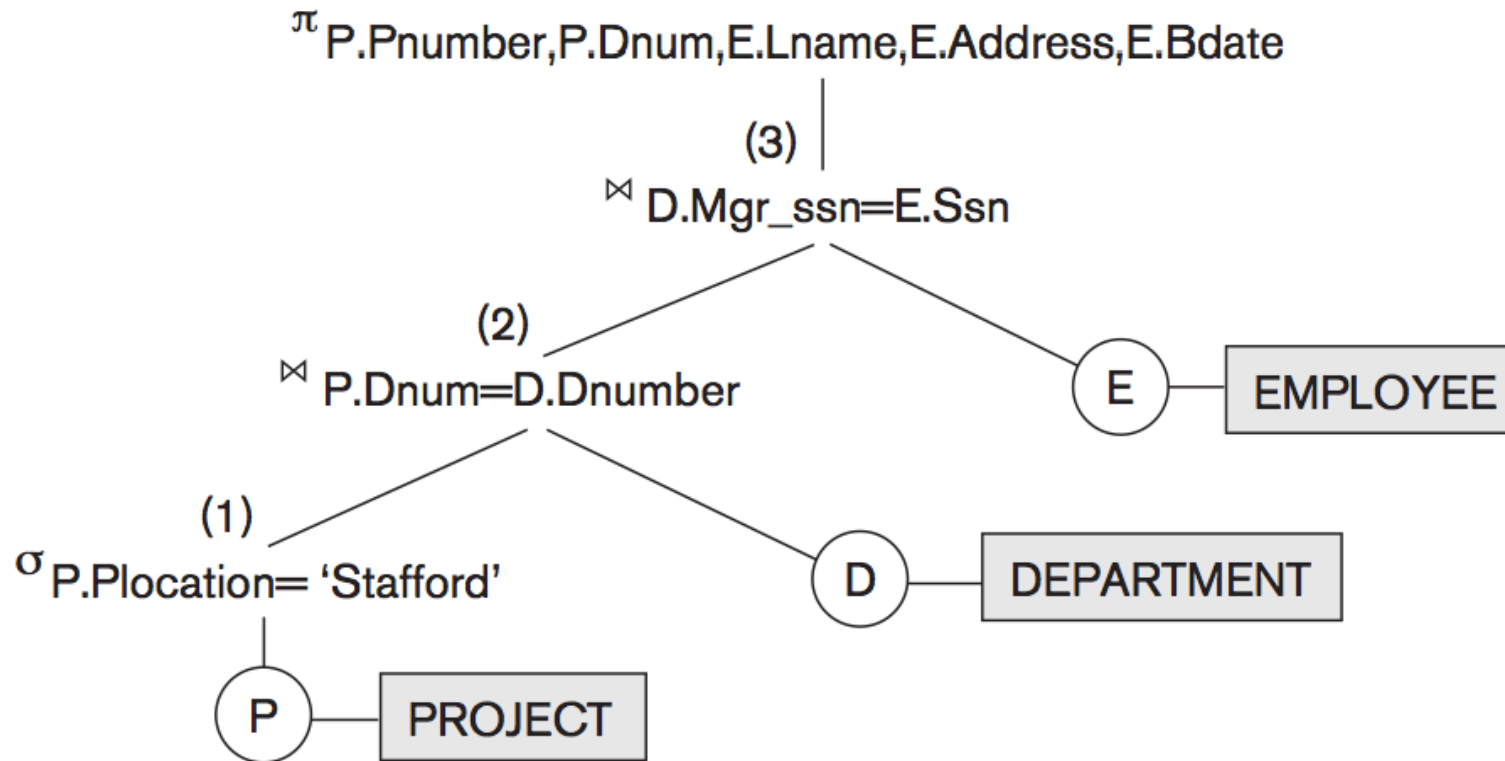 π P.Pnumber,P.Dnum,E.Lname,E.Address,E.Bdate
(3)
⋈ D.Mgr_ssn=E.Ssn
(2)
⋈ P.Dnum=D.Dnumber
E
EMPLOYEE
(1)
σ P.Plocation= ‘Stafford’
D
DEPARTMENT
P
PROJECT